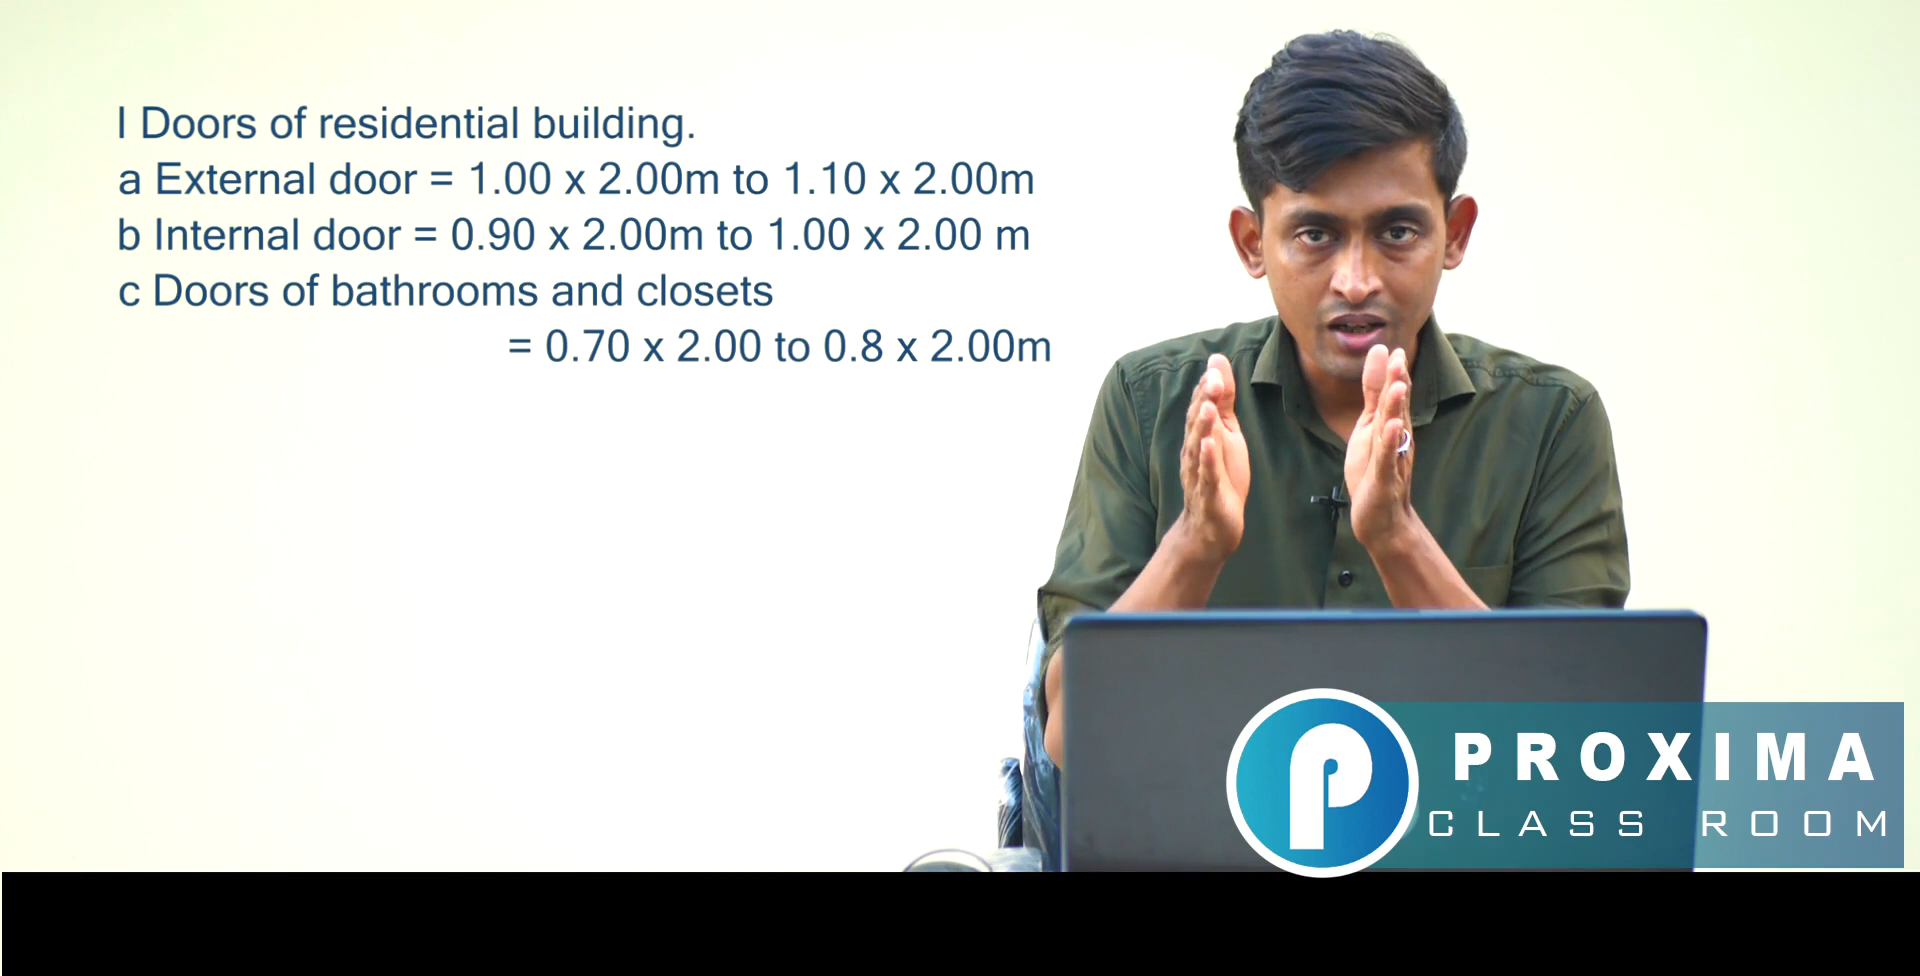 I Doors of residential building.
a External door = 1.00 x 2.00m to 1.10 x 2.00m
b Internal door = 0.90 x 2.00m to 1.00 x 2.00 m
c Doors of bathrooms and closets
= 0.70 x 2.00 to 0.8 x 2.00m
PROXIMA
CLASS ROOM